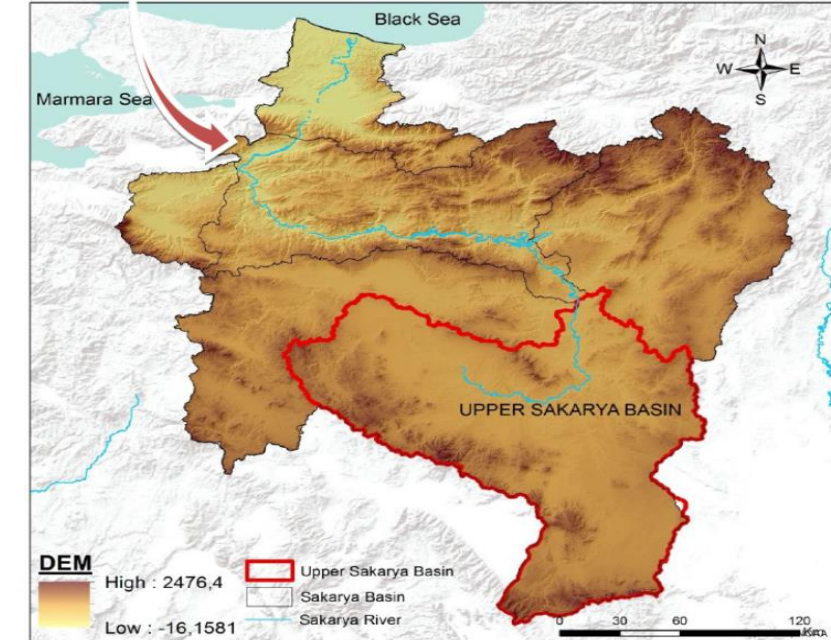 Black Sea
N
W E
S
Marmara Sea
UPPER SAKARYA BASIN
DEM
High : 2476,4
Low : -16,1581
Upper Sakarya Basin
Sakarya Basin
Sakarya River
0 30 60 120
Km